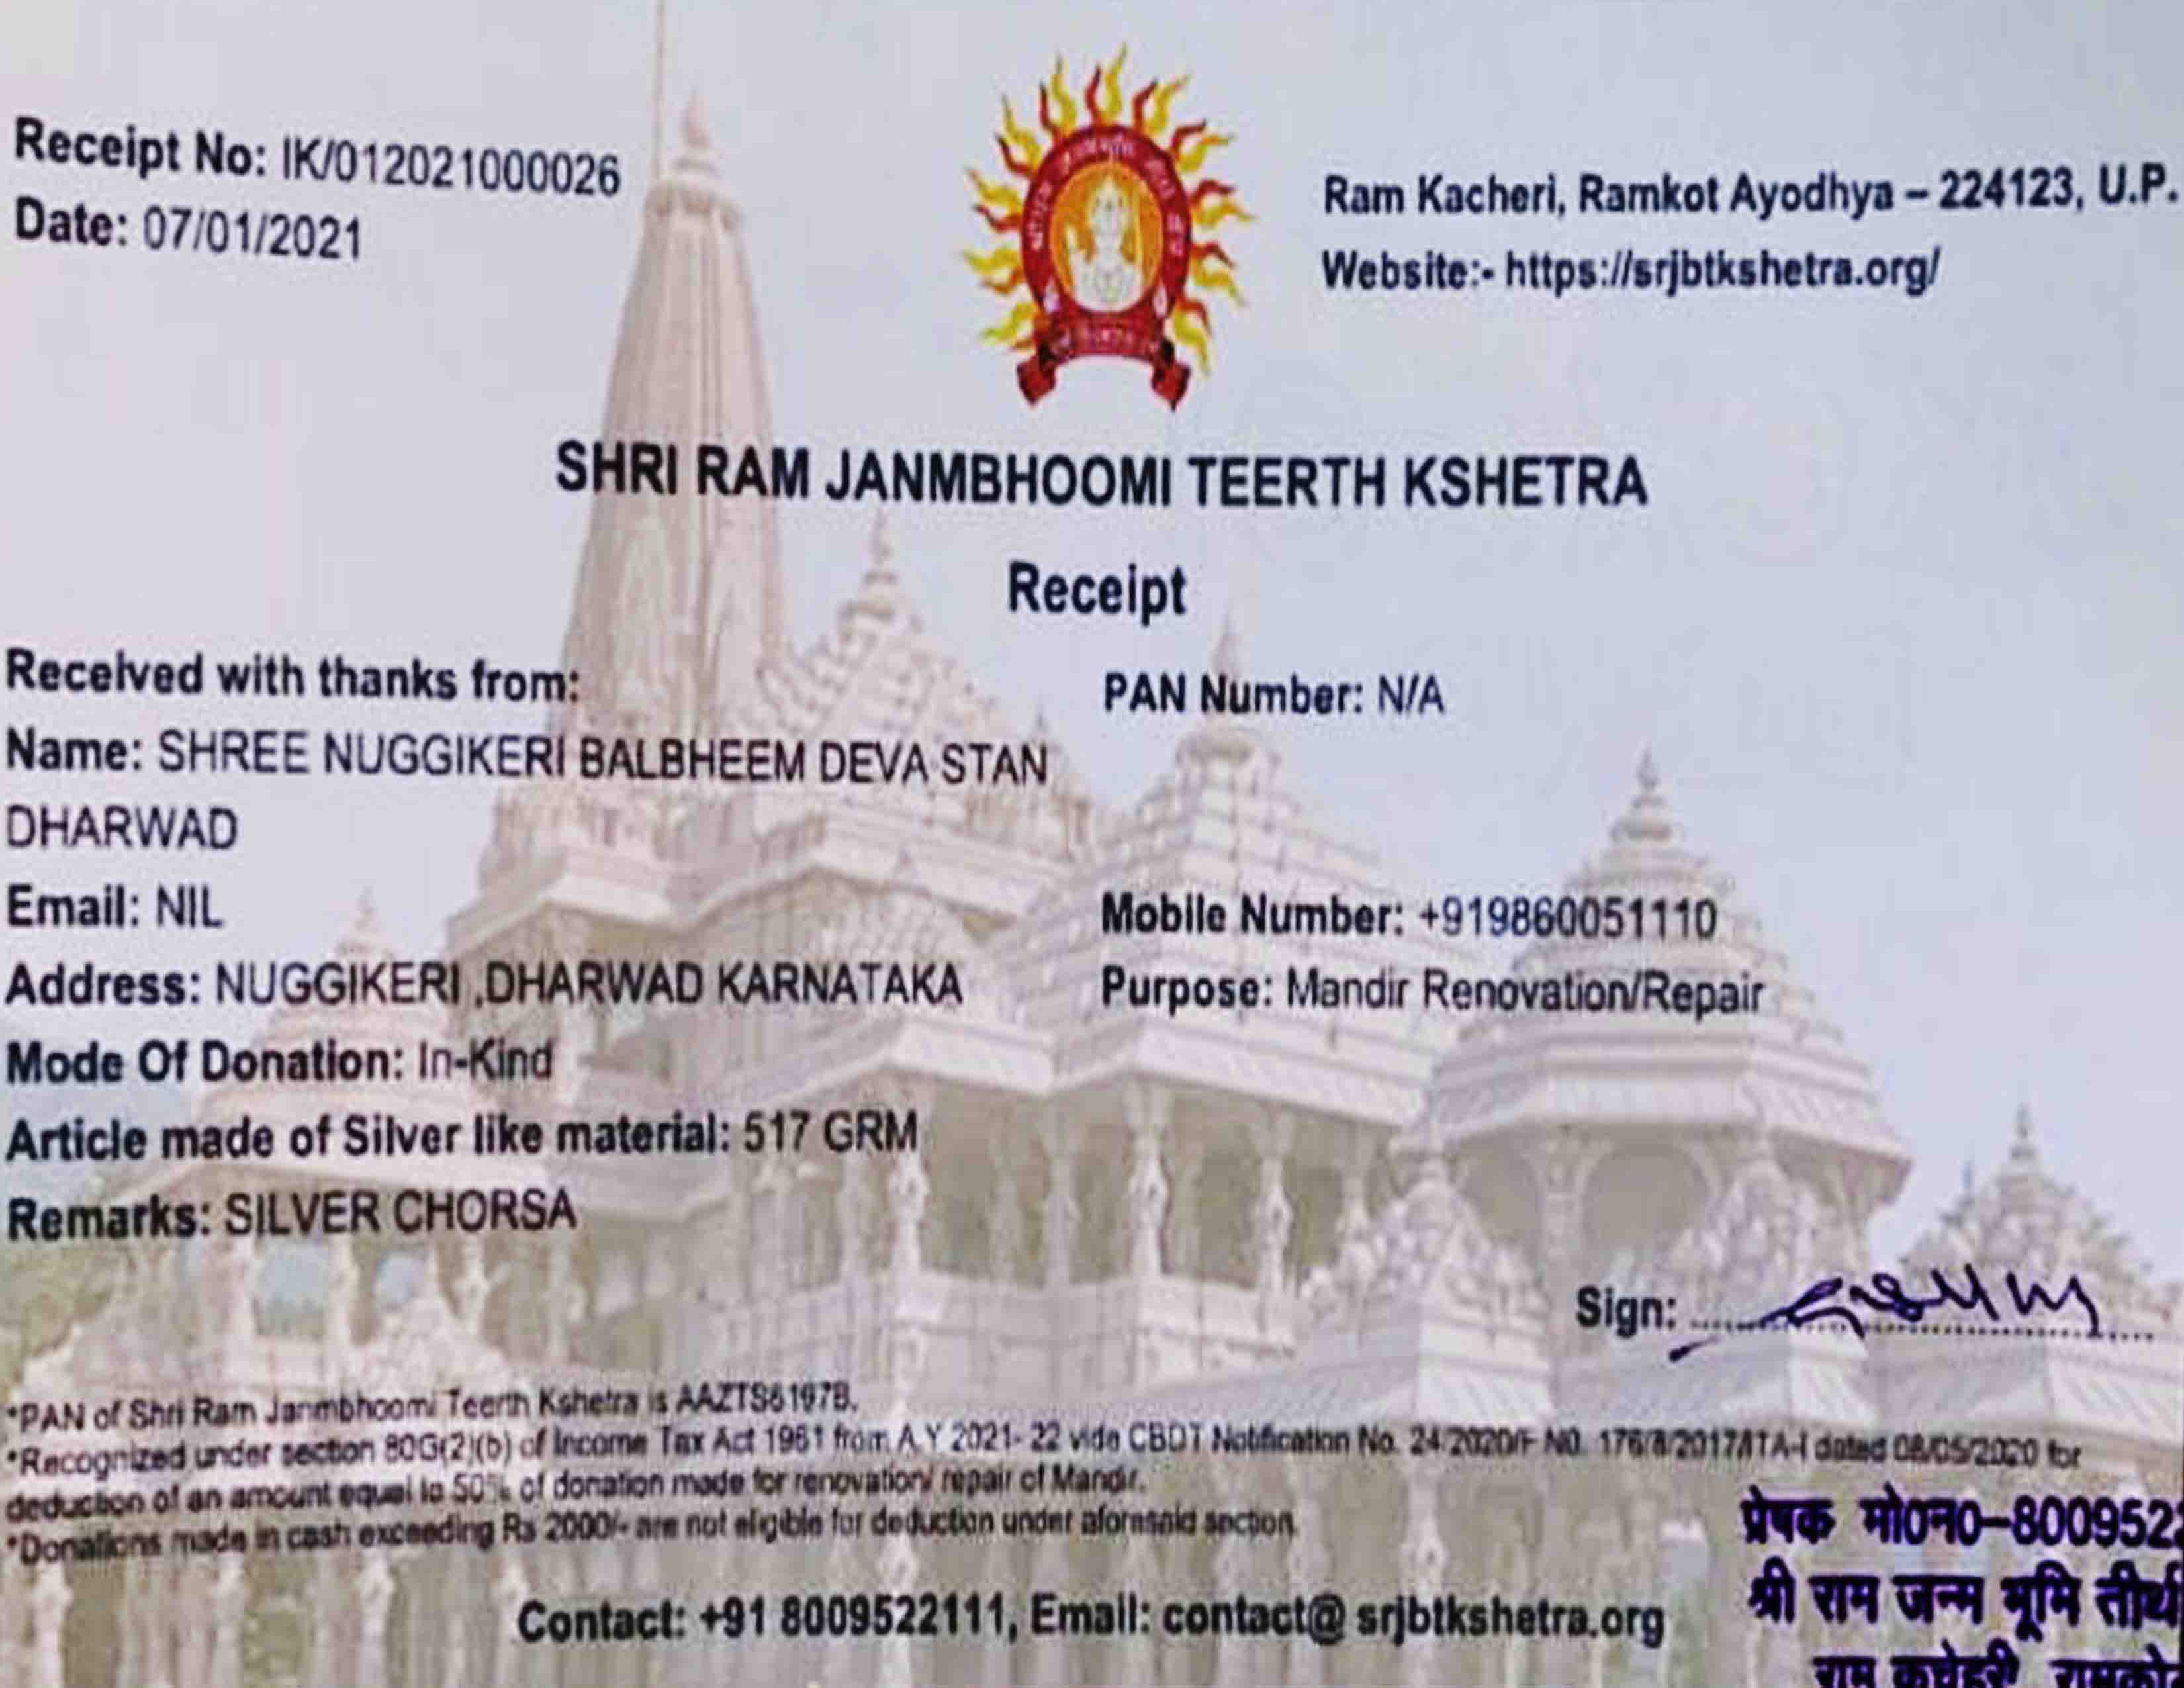 Receipt No: IK/012021000026
Date: 07/01/2021
Ram Kacheri, Ramkot Ayodhya – 224123, U.P.
Website:- https://srjbtkshetra.org/
SHRI RAM JANMBHOOMI TEERTH KSHETRA
Receipt
Received with thanks from:
PAN Number: N/A
Name: SHREE NUGGIKERI BALBHEEM DEVA STAN
DHARWAD
Email: NIL
Mobile Number: +919860051110
Address: NUGGIKERI ,DHARWAD KARNATAKA
Purpose: Mandir Renovation/Repair
Mode Of Donation: In-Kind
Article made of Silver like material: 517 GRM
Remarks: SILVER CHORSA
Sign:
*PAN of Shri Ram Janmbhoomi Teerth Kshetra is AAZTS6197B.
*Recognized under section 80G(2)(b) of Income Tax Act 1961 from A.Y 2021- 22 vide CBDT Notification No. 24/2020/F NO. 176/8/2017/ITA-I dated 08/05/2020 for
deduction of an amount equal to 50% of donation made for renovation/ repair of Mandir.
*Donations made in cash exceeding Rs 2000/- are not eligible for deduction under aforesaid section.
प्रेषक मो0न0-800952
श्री राम जन्म भूमि तीर्थ
राम कचेहरी रामको
Contact: +91 8009522111, Email: contact@ srjbtkshetra.org